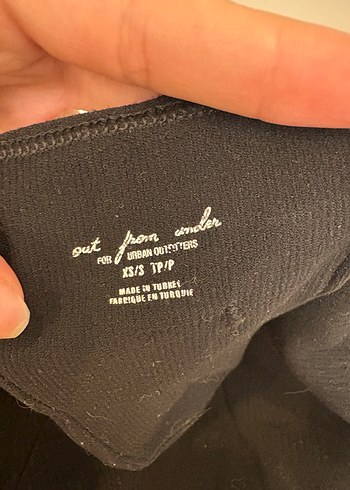 out from under
FOR URBAN OUTFITTERS
XS/S TP/P
MADE IN TURKEY
FABRIQUE EN TURQUIE